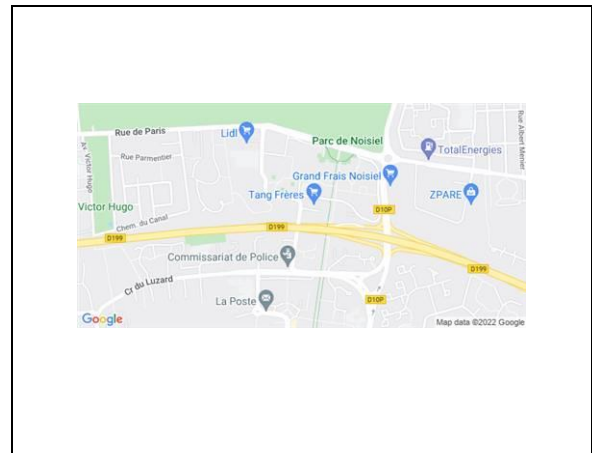 Rue de Paris
Lidl
Parc de Noisiel
TotalEnergies
Rue Albert Menier
Av. Victor Hugo
Rue Parmentier
Grand Frais Noisiel
Tang Frères
ZPARE
Victor Hugo
D10P
Chem. du Canal
D199
D199
Commissariat de Police
D199
Cr du Luzard
La Poste
D10P
Google
Map data ©2022 Google